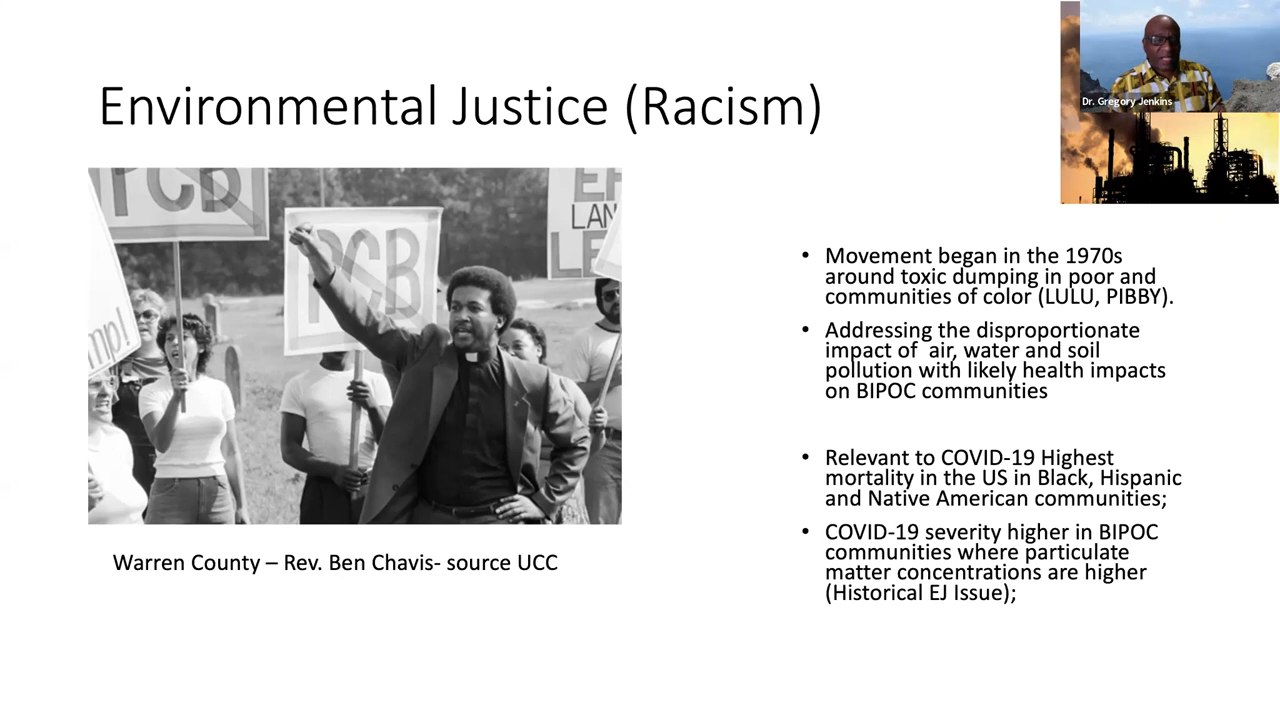 Environmental Justice (Racism)
Dr. Gregory Jenkins
PCB
PCB
LAN
mp!
• Movement began in the 1970s
around toxic dumping in poor and
communities of color (LULU, PIBBY).
• Addressing the disproportionate
impact of  air, water and soil
pollution with likely health impacts
on BIPOC communities
• Relevant to COVID-19 Highest
mortality in the US in Black, Hispanic
and Native American communities;
• COVID-19 severity higher in BIPOC
communities where particulate
matter concentrations are higher
(Historical EJ Issue);
Warren County – Rev. Ben Chavis- source UCC